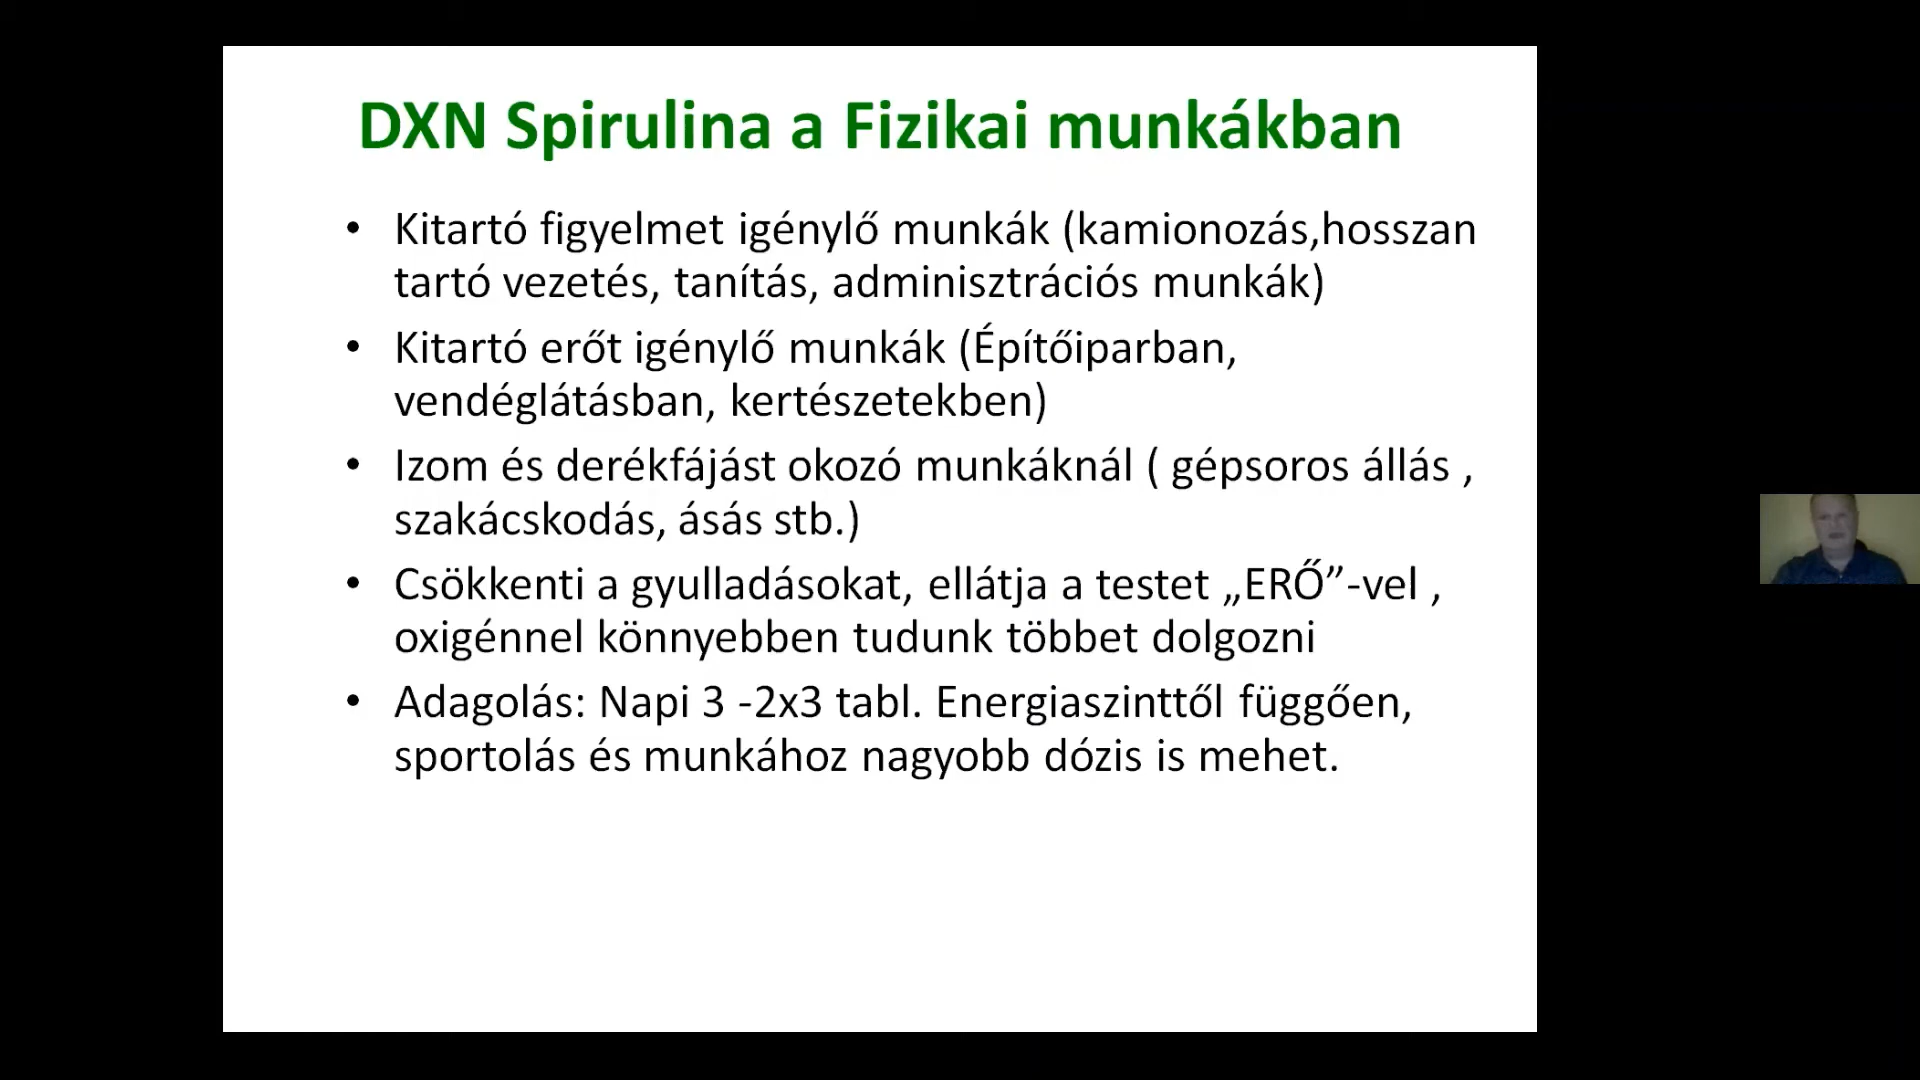 DXN Spirulina a Fizikai munkákban
• Kitartó figyelmet igénylő munkák (kamionozás,hosszan
tartó vezetés, tanítás, adminisztrációs munkák)
• Kitartó erőt igénylő munkák (Építőiparban,
vendéglátásban, kertészetekben)
• Izom és derékfájást okozó munkáknál ( gépsoros állás ,
szakácskodás, ásás stb.)
• Csökkenti a gyulladásokat, ellátja a testet „ERŐ”-vel ,
oxigénnel könnyebben tudunk többet dolgozni
• Adagolás: Napi 3 -2x3 tabl. Energiaszinttől függően,
sportolás és munkához nagyobb dózis is mehet.